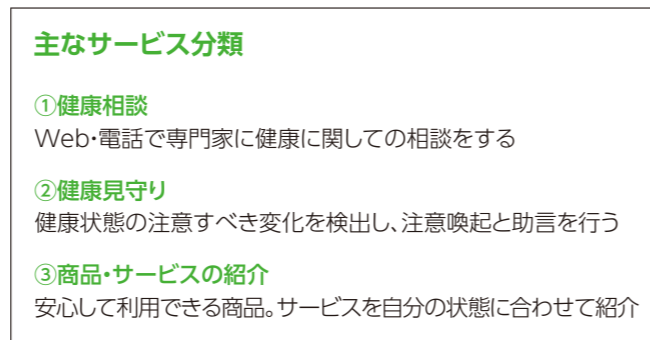 主なサービス分類
①健康相談
Web・電話で専門家に健康に関しての相談をする
②健康見守り
健康状態の注意すべき変化を検出し、注意喚起と助言を行う
③商品・サービスの紹介
安心して利用できる商品。サービスを自分の状態に合わせて紹介